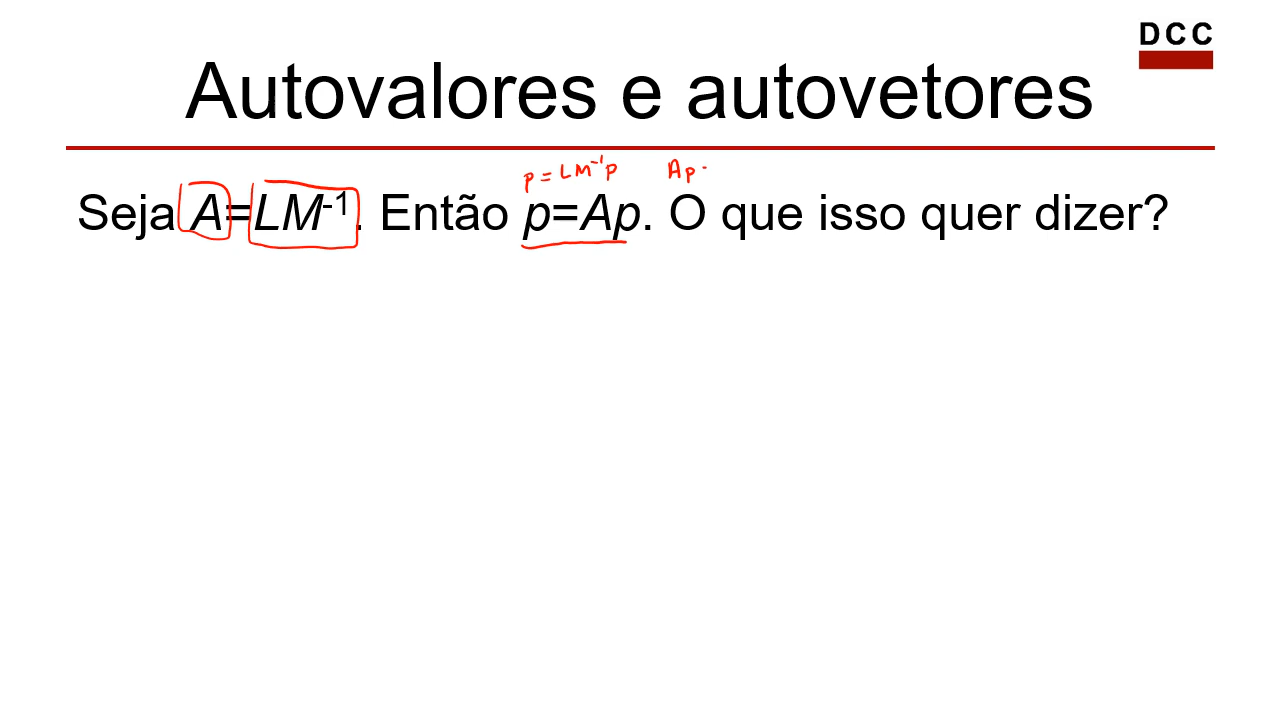 DCC
Autovalores e autovetores
p = LM⁻¹p Ap
Seja A=LM⁻¹. Então p=Ap. O que isso quer dizer?